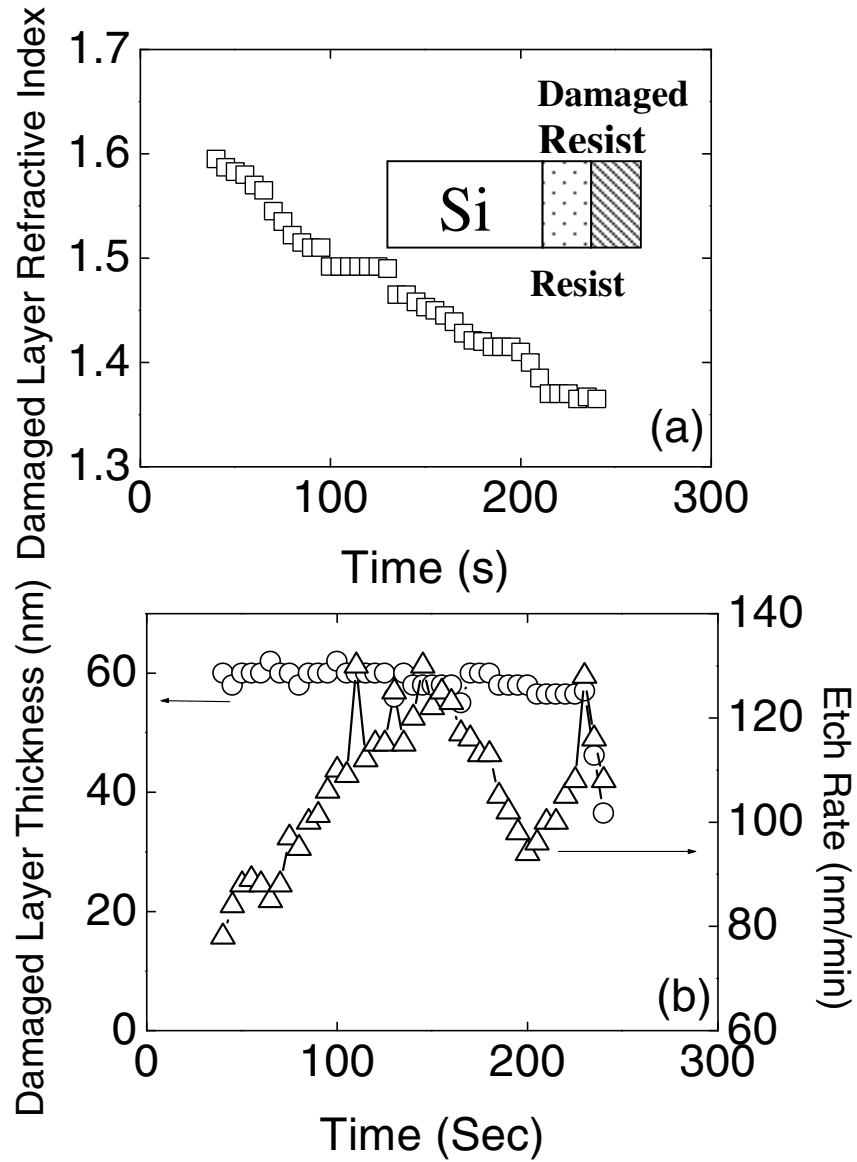 Damaged Layer Refractive Index
1.7
1.6
1.5
1.4
1.3
Damaged
Resist
Si
Resist
(a)
0
100
200
300
Time (s)
Damaged Layer Thickness (nm)
60
40
20
0
140
120
100
80
60
Etch Rate (nm/min)
(b)
0
100
200
300
Time (Sec)